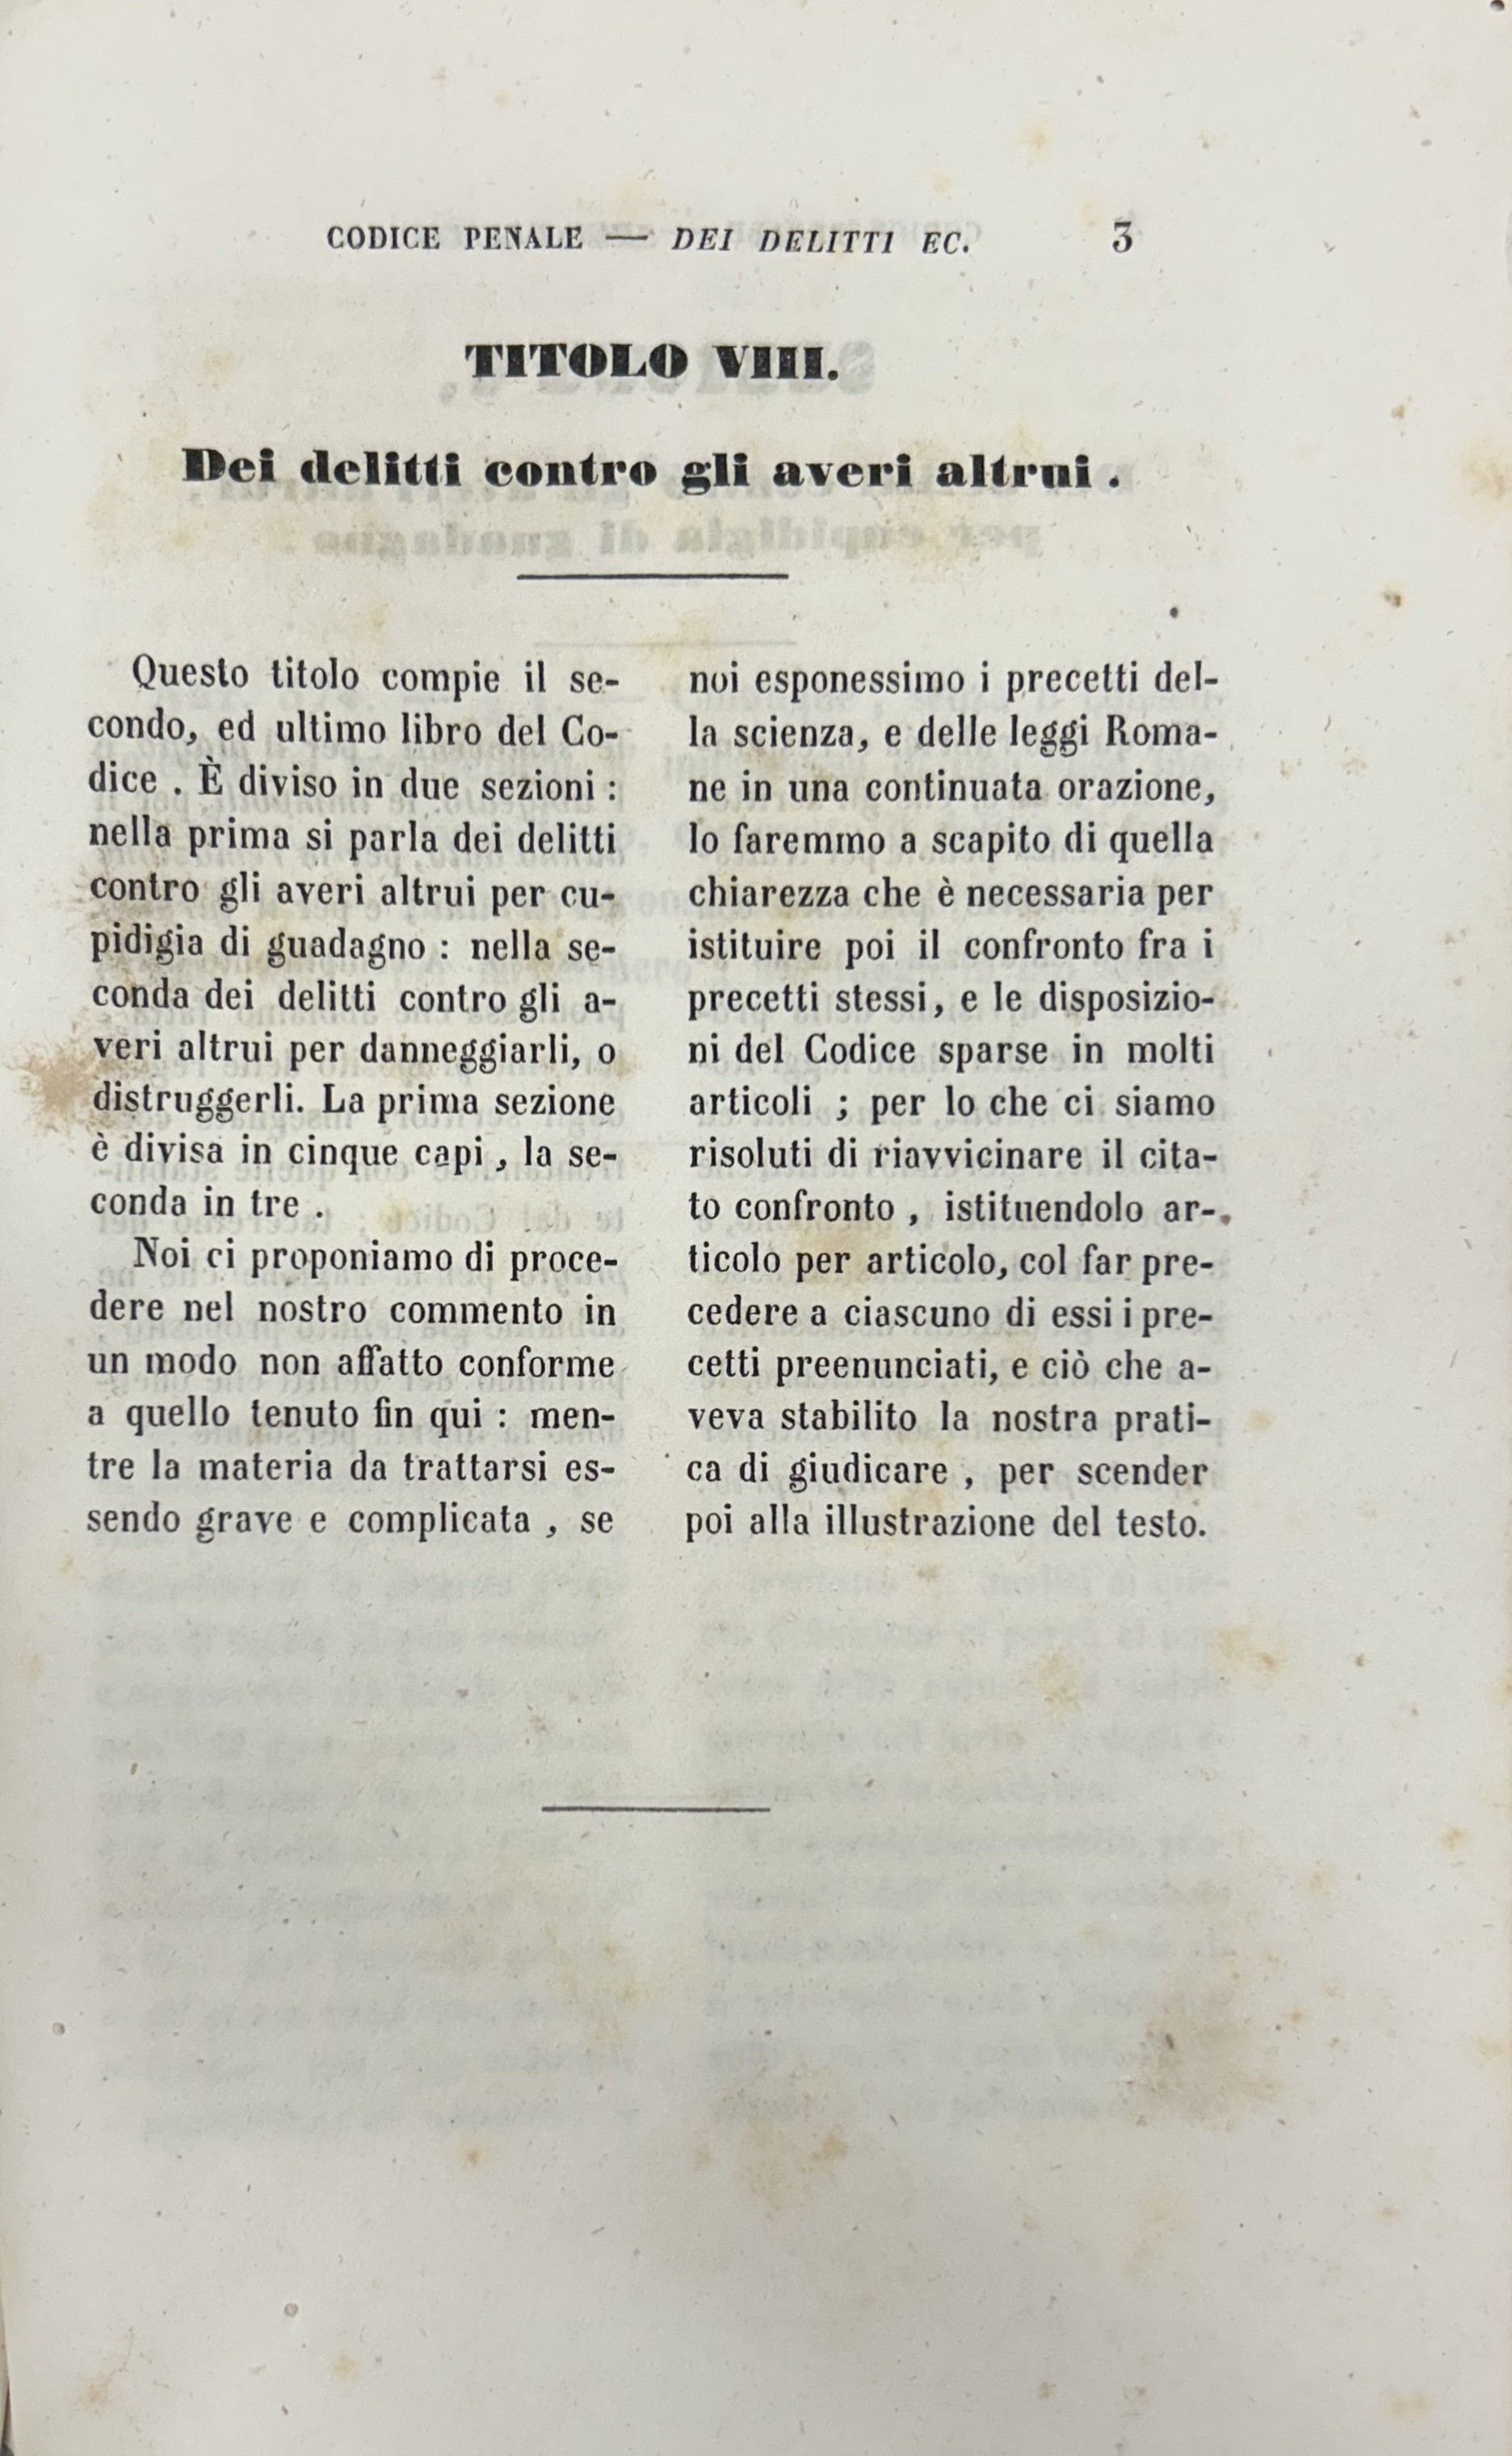 CODICE PENALE — DEI DELITTI EC. 3
TITOLO VIII.
Dei delitti contro gli averi altrui .
Questo titolo compie il se-
condo, ed ultimo libro del Co-
dice . È diviso in due sezioni :
nella prima si parla dei delitti
contro gli averi altrui per cu-
pidigia di guadagno : nella se-
conda dei delitti contro gli a-
veri altrui per danneggiarli, o
distruggerli. La prima sezione
è divisa in cinque capi , la se-
conda in tre .
Noi ci proponiamo di proce-
dere nel nostro commento in
un modo non affatto conforme
a quello tenuto fin qui : men-
tre la materia da trattarsi es-
sendo grave e complicata , se
noi esponessimo i precetti del-
la scienza, e delle leggi Roma-
ne in una continuata orazione,
lo faremmo a scapito di quella
chiarezza che è necessaria per
istituire poi il confronto fra i
precetti stessi, e le disposizio-
ni del Codice sparse in molti
articoli ; per lo che ci siamo
risoluti di riavvicinare il cita-
to confronto , istituendolo ar-
ticolo per articolo, col far pre-
cedere a ciascuno di essi i pre-
cetti preenunciati, e ciò che a-
veva stabilito la nostra prati-
ca di giudicare , per scender
poi alla illustrazione del testo.